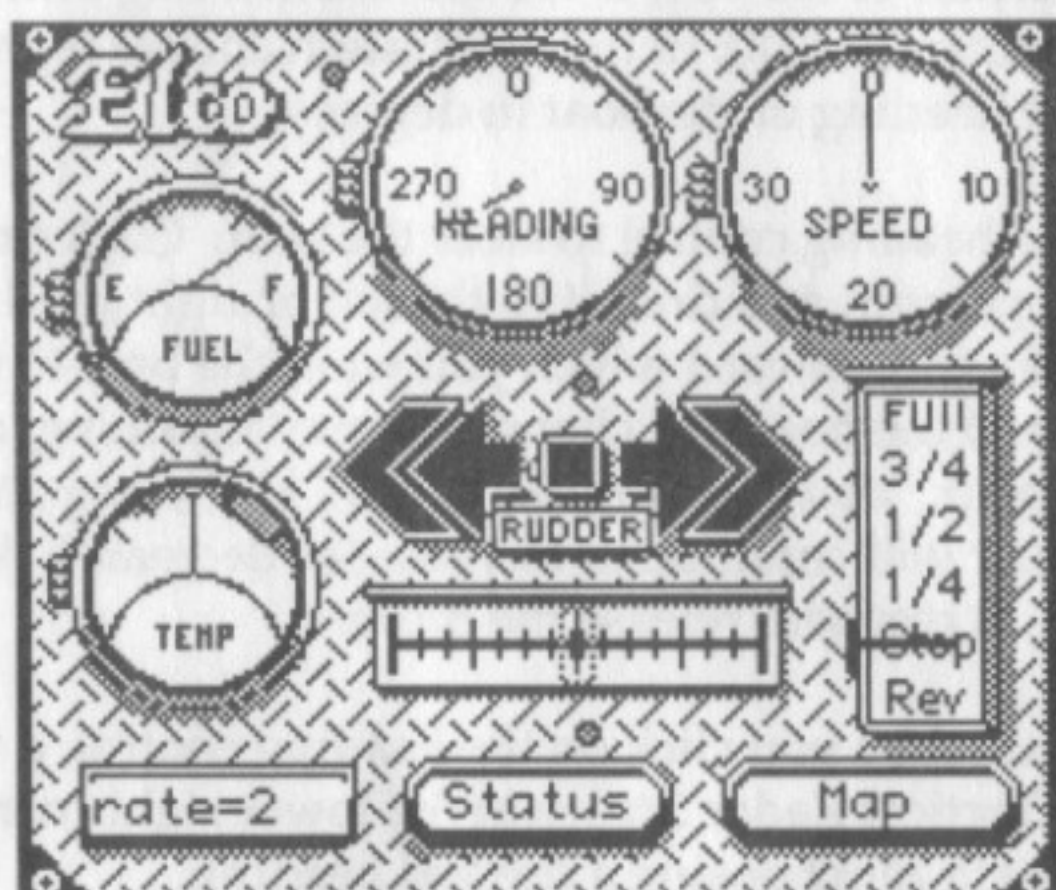 Elco
0
270
90
HEADING
180
0
30
10
SPEED
20
E
F
FUEL
Full
3/4
1/2
1/4
Stop
Rev
RUDDER
TEMP
rate=2
Status
Map